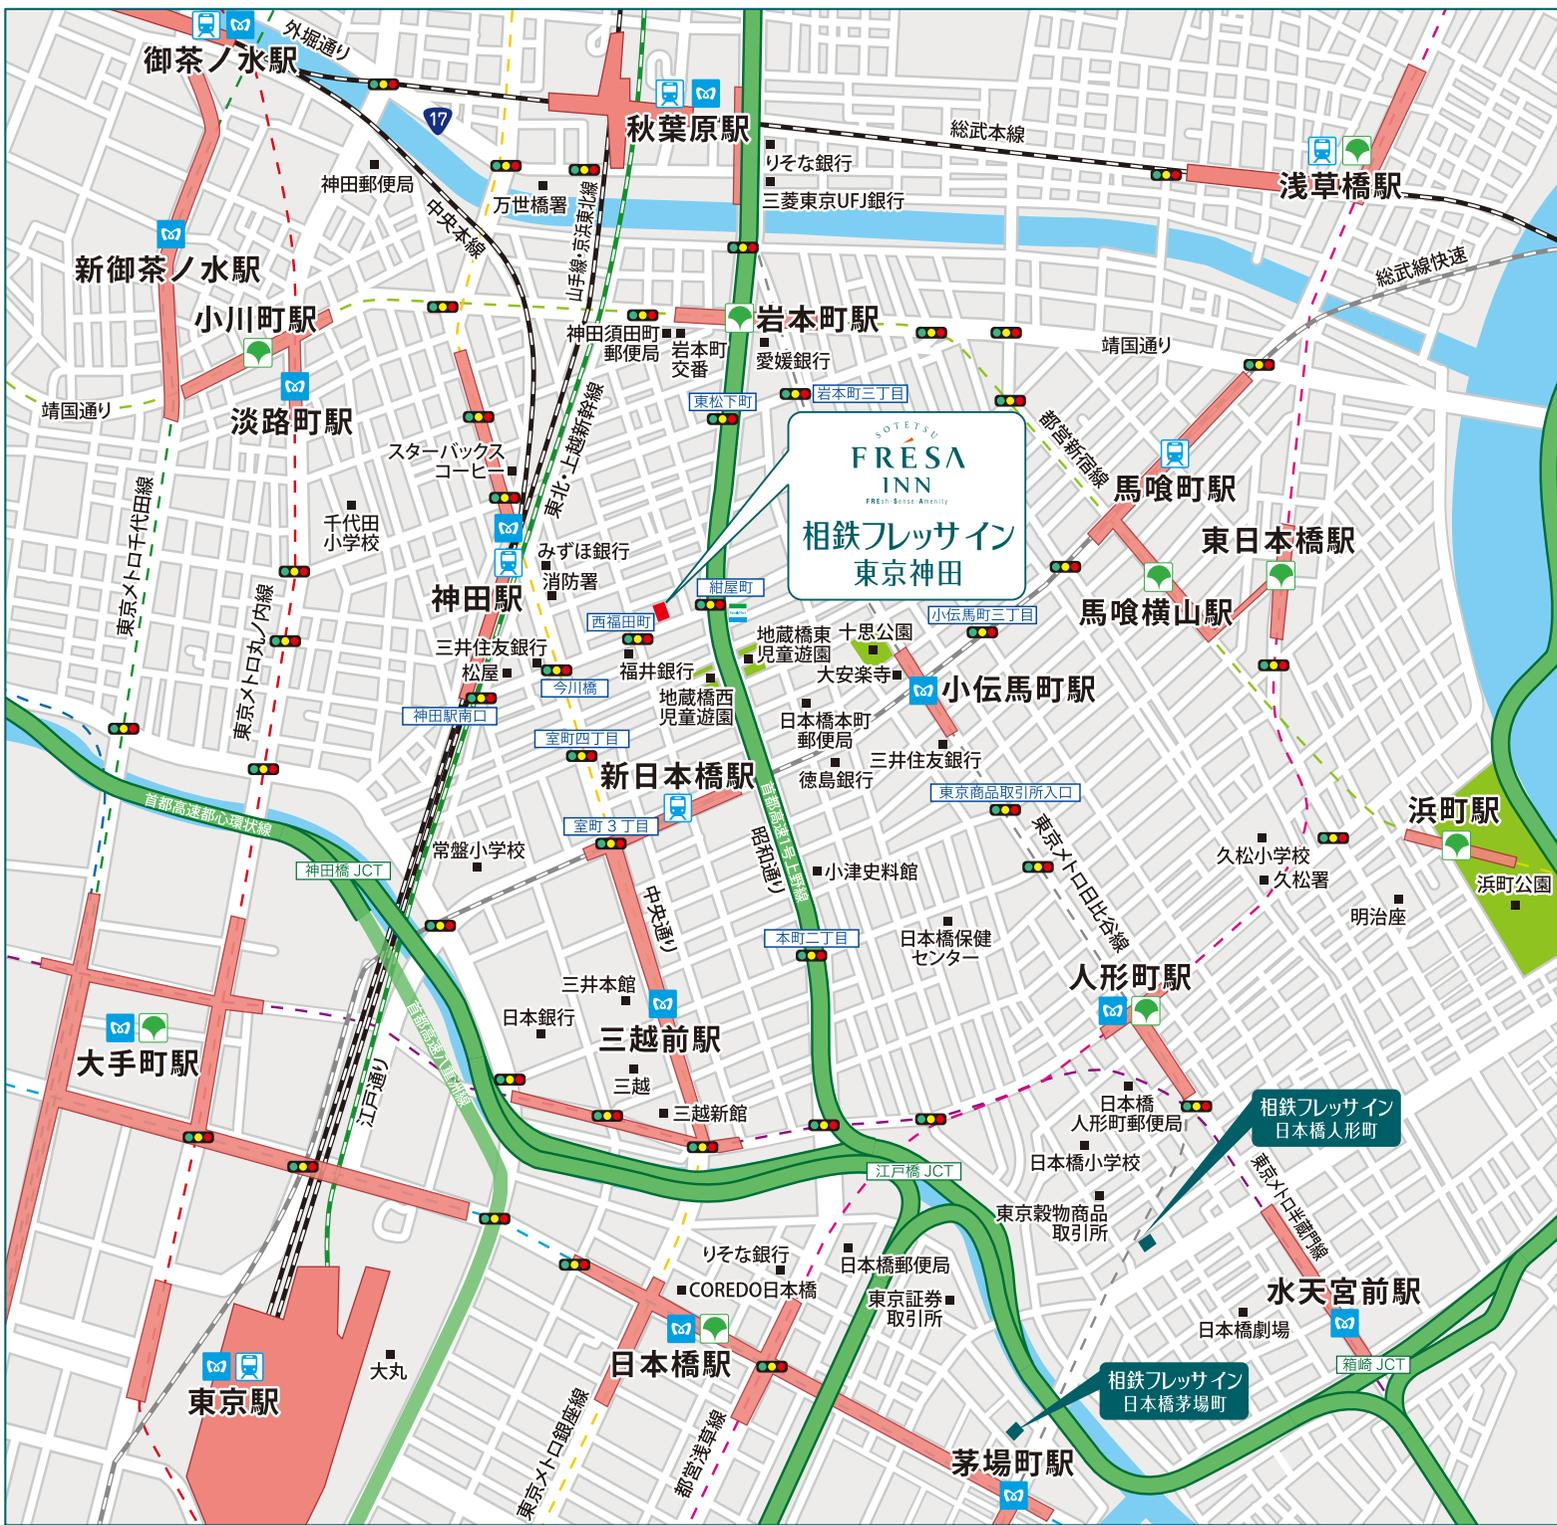 御茶ノ水駅
外堀通り
17
秋葉原駅
総武本線
浅草橋駅
神田郵便局
万世橋署
りそな銀行
三菱東京UFJ銀行
中央本線
山手線・京浜東北線
総武線快速
新御茶ノ水駅
小川町駅
神田須田町
郵便局
岩本町
交番
岩本町駅
愛媛銀行
靖国通り
靖国通り
淡路町駅
東松下町
岩本町三丁目
SOTETSU
FRÉSA
INN
FREsh・Sense・Amenity
相鉄フレッサイン
東京神田
スターバックス
コーヒー
東北・上越新幹線
都営新宿線
馬喰町駅
東日本橋駅
馬喰横山駅
東京メトロ千代田線
千代田
小学校
東京メトロ丸ノ内線
みずほ銀行
消防署
神田駅
紺屋町
西福田町
小伝馬町三丁目
三井住友銀行
松屋
福井銀行
地蔵橋東
児童遊園
十思公園
大安楽寺
地蔵橋西
児童遊園
小伝馬町駅
今川橋
神田駅南口
室町四丁目
日本橋本町
郵便局
三井住友銀行
徳島銀行
新日本橋駅
東京商品取引所入口
浜町駅
首都高速都心環状線
神田橋 JCT
室町3丁目
首都高速1号上野線
昭和通り
東京メトロ日比谷線
常盤小学校
小津史料館
久松小学校
久松署
浜町公園
明治座
中央通り
本町二丁目
日本橋保健
センター
三井本館
日本銀行
三越前駅
人形町駅
大手町駅
首都高速八重洲線
江戸通り
三越
三越新館
日本橋
人形町郵便局
相鉄フレッサイン
日本橋人形町
日本橋小学校
江戸橋 JCT
東京メトロ半蔵門線
東京穀物商品
取引所
りそな銀行
COREDO日本橋
日本橋郵便局
東京証券
取引所
水天宮前駅
日本橋劇場
日本橋駅
大丸
東京駅
箱崎 JCT
相鉄フレッサイン
日本橋茅場町
東京メトロ銀座線
都営浅草線
茅場町駅